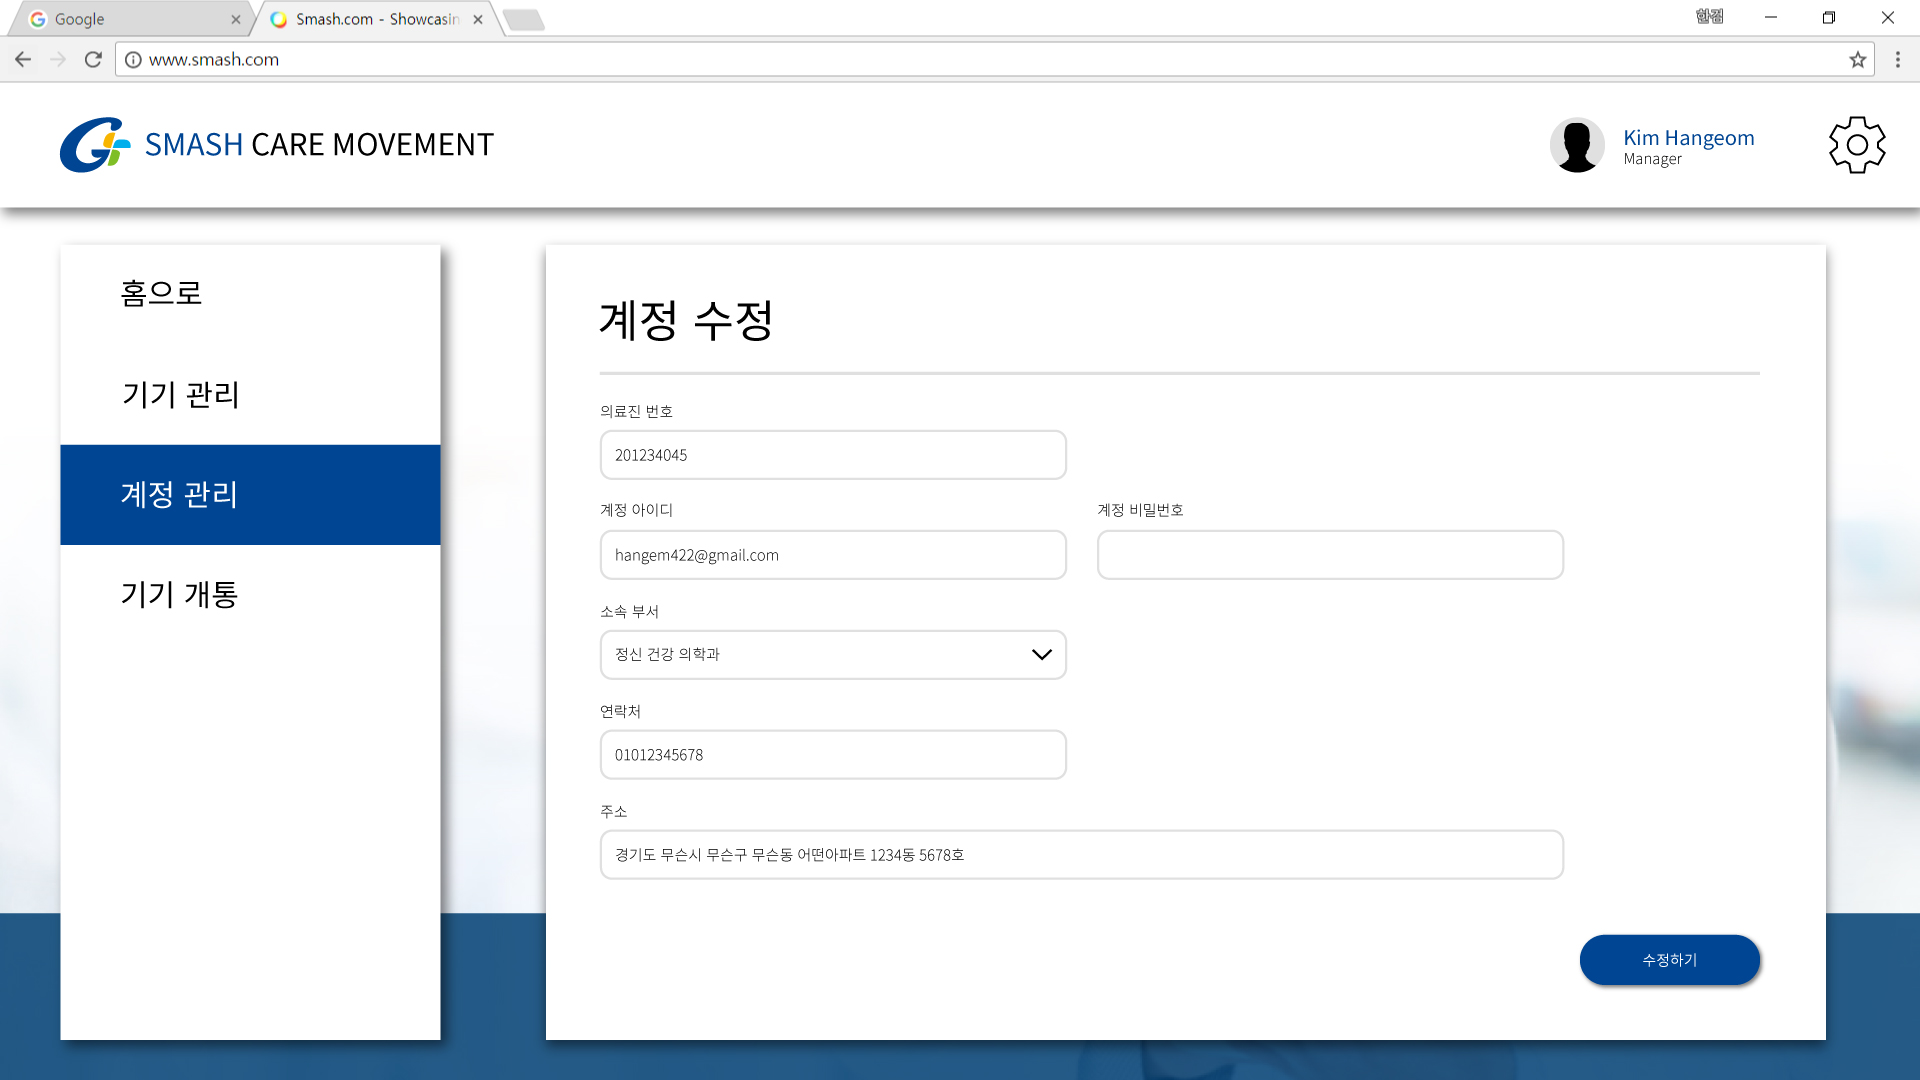 Google
Smash.com - Showcasin
한겸
www.smash.com
SMASH CARE MOVEMENT
Kim Hangeom
Manager
홈으로
기기 관리
계정 관리
기기 개통
계정 수정
의료진 번호
201234045
계정 아이디
계정 비밀번호
hangem422@gmail.com
소속 부서
정신 건강 의학과
연락처
01012345678
주소
경기도 무슨시 무슨구 무슨동 어떤아파트 1234동 5678호
수정하기